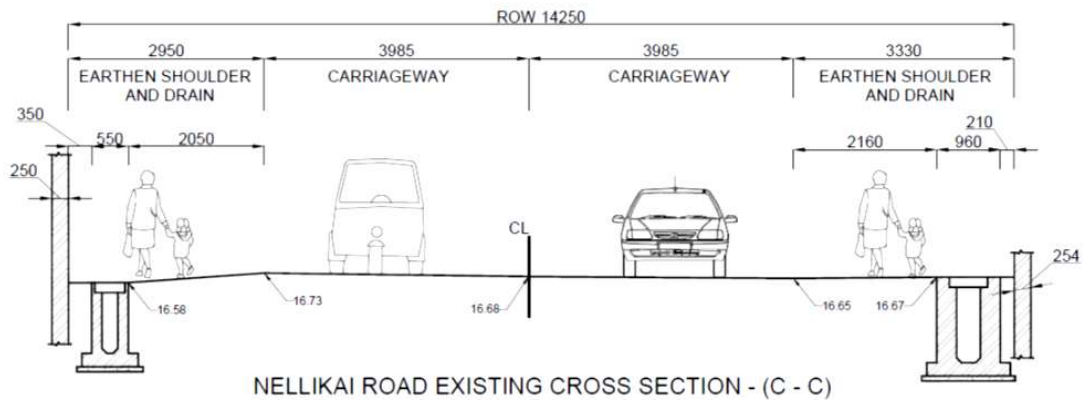 ROW 14250
2950
3985
3985
3330
EARTHEN SHOULDER
AND DRAIN
CARRIAGEWAY
CARRIAGEWAY
EARTHEN SHOULDER
AND DRAIN
350
550
2050
2160
960
210
250
CL
254
16.58
16.73
16.68
16.65
16.67
NELLIKAI ROAD EXISTING CROSS SECTION - (C - C)